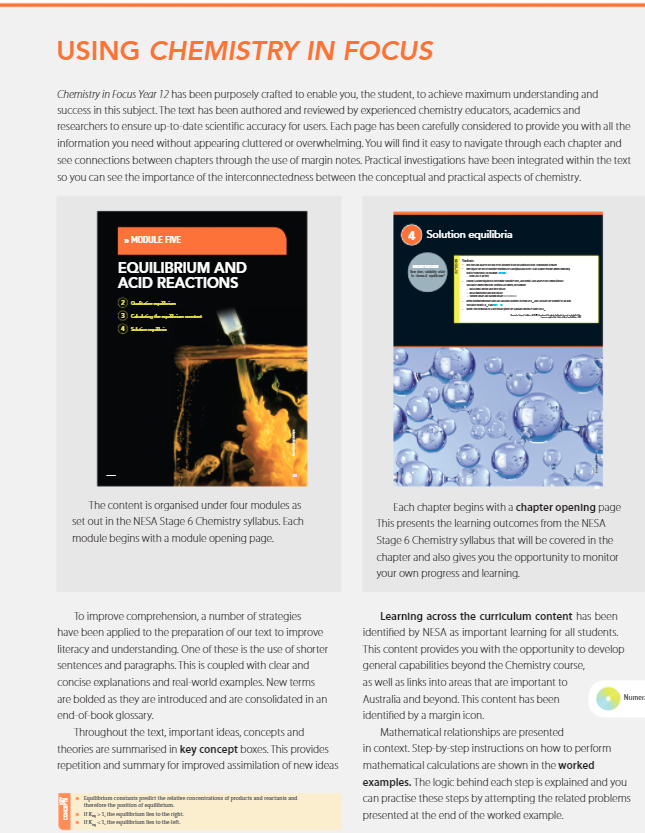 USING CHEMISTRY IN FOCUS
Chemistry in Focus Year 12 has been purposely crafted to enable you, the student, to achieve maximum understanding and
success in this subject. The text has been authored and reviewed by experienced chemistry educators, academics and
researchers to ensure up-to-date scientific accuracy for users. Each page has been carefully considered to provide you with all the
information you need without appearing cluttered or overwhelming. You will find it easy to navigate through each chapter and
see connections between chapters through the use of margin notes. Practical investigations have been integrated within the text
so you can see the importance of the interconnectedness between the conceptual and practical aspects of chemistry.
» MODULE FIVE
EQUILIBRIUM AND
ACID REACTIONS
2
3 Calculating the equilibrium constant
4 Solution equilibria
The content is organised under four modules as
set out in the NESA Stage 6 Chemistry syllabus. Each
module begins with a module opening page.
4 Solution equilibria
Each chapter begins with a chapter opening page
This presents the learning outcomes from the NESA
Stage 6 Chemistry syllabus that will be covered in the
chapter and also gives you the opportunity to monitor
your own progress and learning.
To improve comprehension, a number of strategies
have been applied to the preparation of our text to improve
literacy and understanding. One of these is the use of shorter
sentences and paragraphs. This is coupled with clear and
concise explanations and real-world examples. New terms
are bolded as they are introduced and are consolidated in an
end-of-book glossary.
Throughout the text, important ideas, concepts and
theories are summarised in key concept boxes. This provides
repetition and summary for improved assimilation of new ideas
KEY CONCEPTS
Equilibrium constants predict the relative concentrations of products and reactants and
therefore the position of equilibrium.
If Keq > 1, the equilibrium lies to the right.
If Keq < 1, the equilibrium lies to the left.
Learning across the curriculum content has been
identified by NESA as important learning for all students.
This content provides you with the opportunity to develop
general capabilities beyond the Chemistry course,
as well as links into areas that are important to
Australia and beyond. This content has been
identified by a margin icon.
Numer
Mathematical relationships are presented
in context. Step-by-step instructions on how to perform
mathematical calculations are shown in the worked
examples. The logic behind each step is explained and you
can practise these steps by attempting the related problems
presented at the end of the worked example.